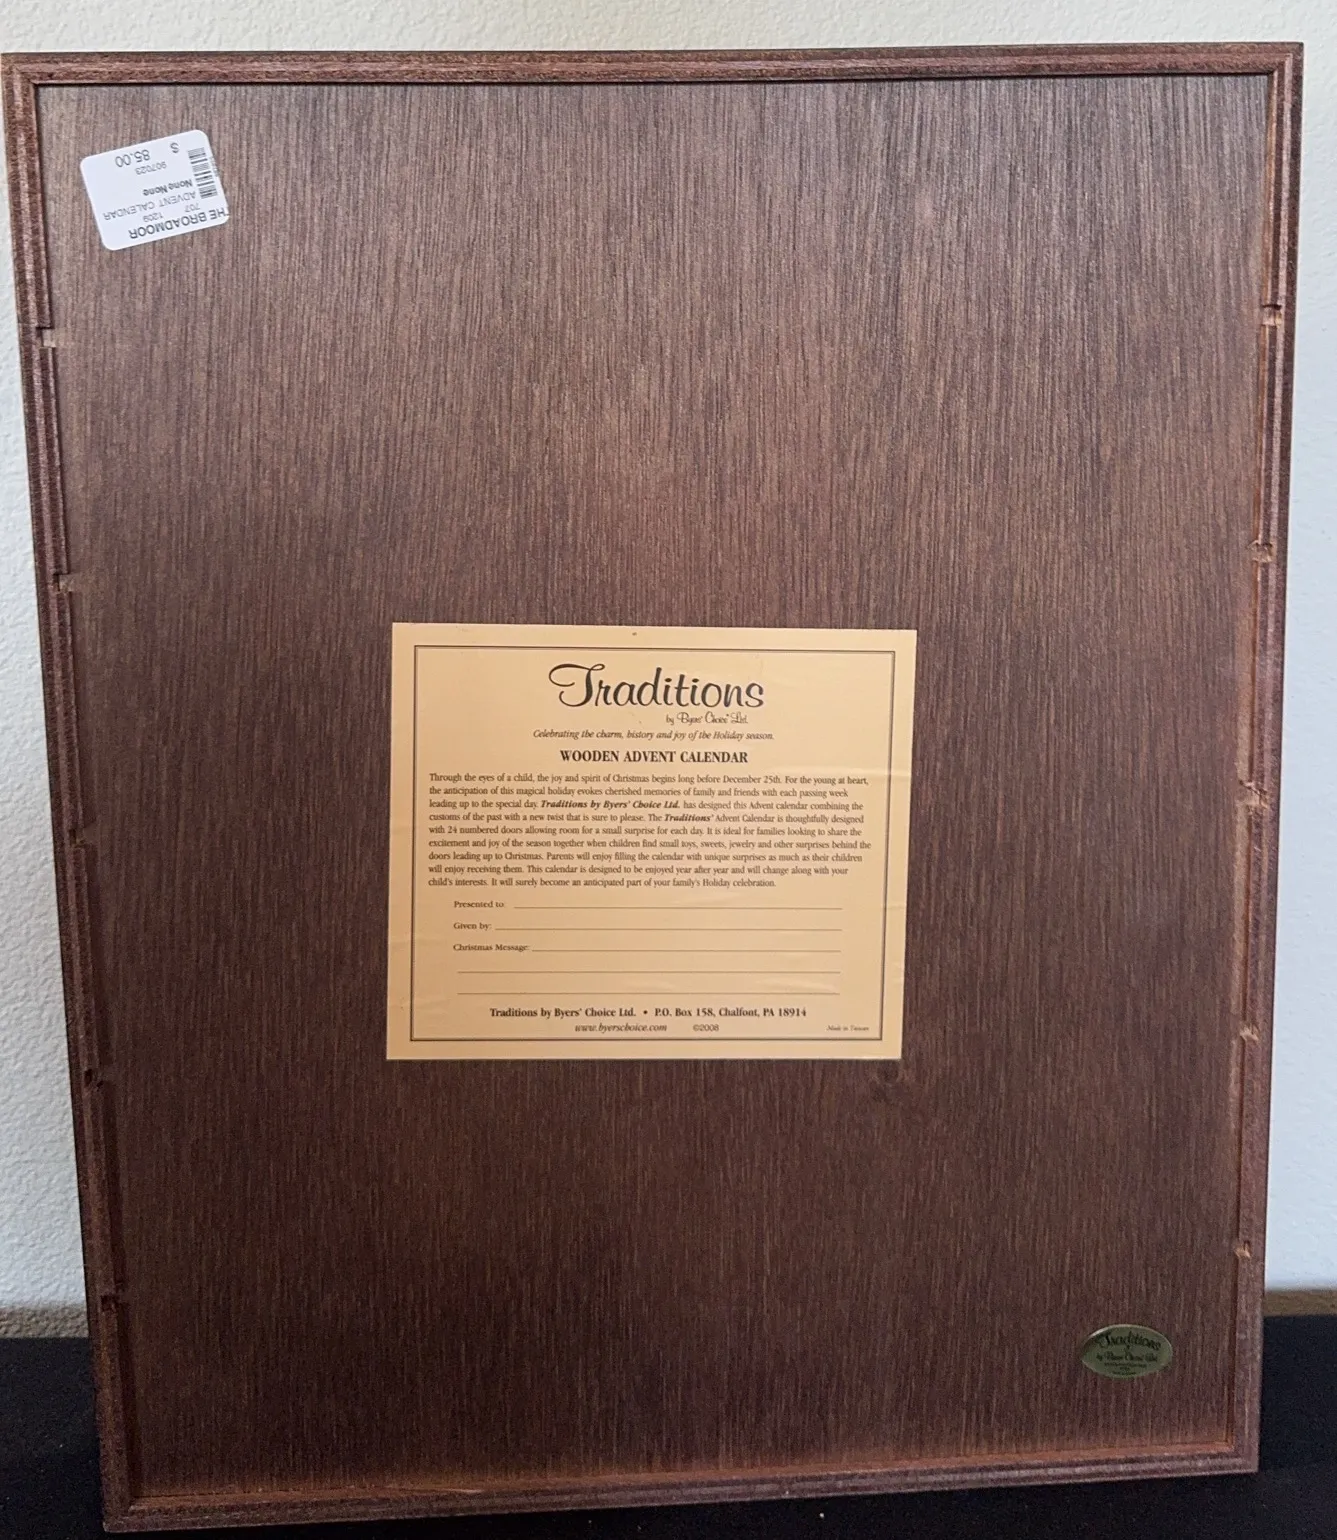 THE BROADMOOR
707 1209
ADVENT CALENDAR
None None
907023
$ 85.00
Traditions
by Byers' Choice Ltd.
Celebrating the charm, history and joy of the Holiday season.
WOODEN ADVENT CALENDAR
Through the eyes of a child, the joy and spirit of Christmas begins long before December 25th. For the young at heart,
the anticipation of this magical holiday evokes cherished memories of family and friends with each passing week
leading up to the special day. Traditions by Byers' Choice Ltd. has designed this Advent calendar combining the
customs of the past with a new twist that is sure to please. The Traditions' Advent Calendar is thoughtfully designed
with 24 numbered doors allowing room for a small surprise for each day. It is ideal for families looking to share the
excitement and joy of the season together when children find small toys, sweets, jewelry and other surprises behind the
doors leading up to Christmas. Parents will enjoy filling the calendar with unique surprises as much as their children
will enjoy receiving them. This calendar is designed to be enjoyed year after year and will change along with your
child's interests. It will surely become an anticipated part of your family's Holiday celebration.
Presented to:
Given by:
Christmas Message:
Traditions by Byers' Choice Ltd. • P.O. Box 158, Chalfont, PA 18914
www.byerschoice.com ©2008 Made in Taiwan
Traditions
by Byers' Choice Ltd.